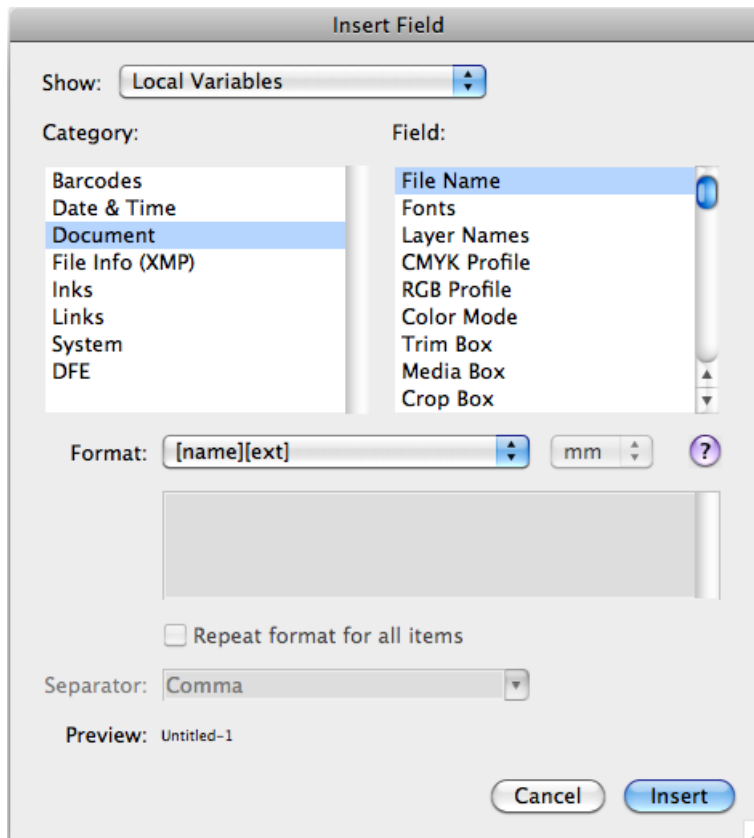 Insert Field
Show: Local Variables
Category: Field:
Barcodes
Date & Time
Document
File Info (XMP)
Inks
Links
System
DFE
File Name
Fonts
Layer Names
CMYK Profile
RGB Profile
Color Mode
Trim Box
Media Box
Crop Box
Format: [name][ext] mm ?
Repeat format for all items
Separator: Comma
Preview: Untitled-1
Cancel Insert